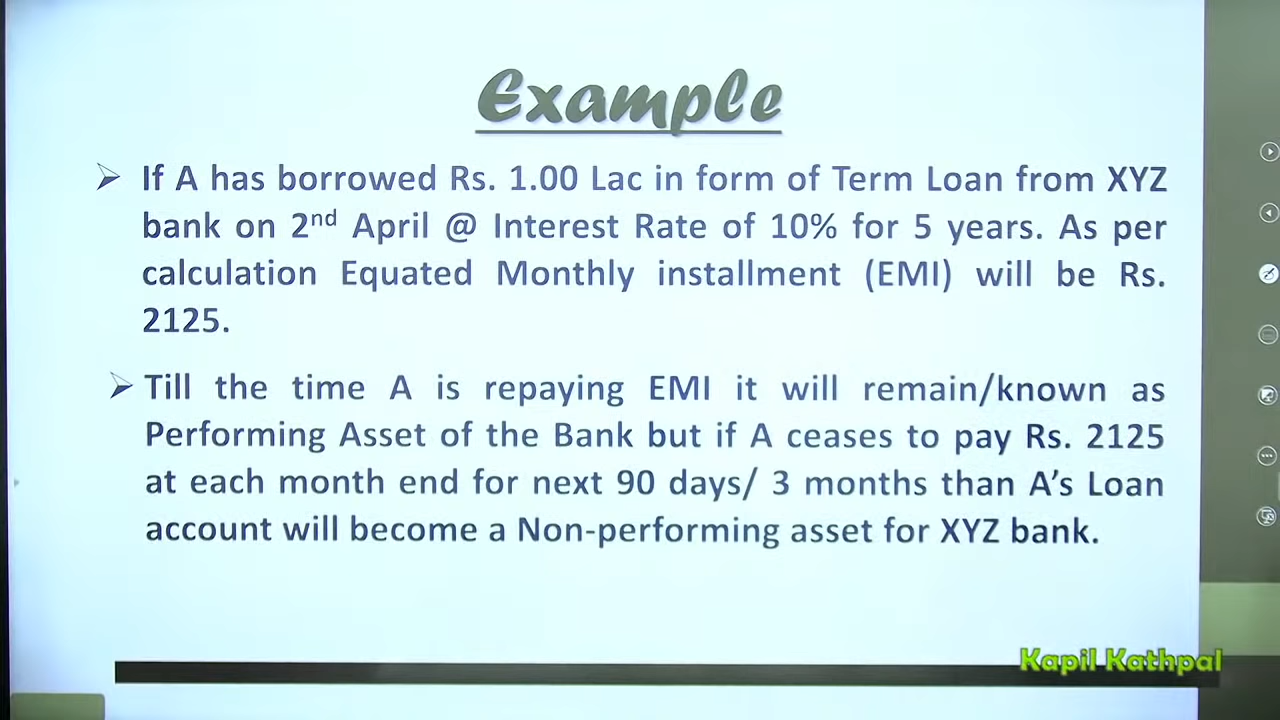 Example
➢ If A has borrowed Rs. 1.00 Lac in form of Term Loan from XYZ
bank on 2nd April @ Interest Rate of 10% for 5 years. As per
calculation Equated Monthly installment (EMI) will be Rs.
2125.
➢ Till the time A is repaying EMI it will remain/known as
Performing Asset of the Bank but if A ceases to pay Rs. 2125
at each month end for next 90 days/ 3 months than A’s Loan
account will become a Non-performing asset for XYZ bank.
Kapil Kathpal